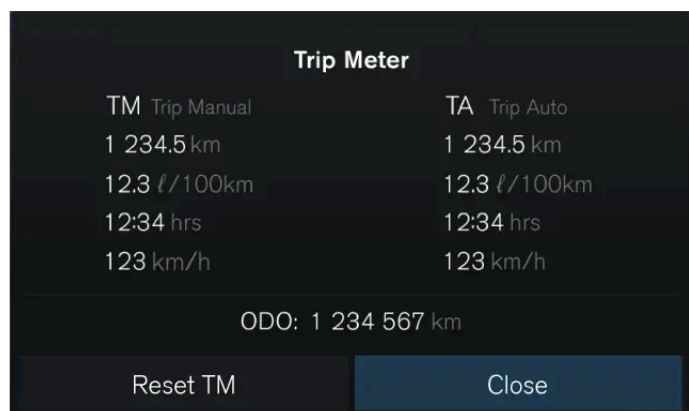 Trip Meter
TM Trip Manual
1 234.5 km
12.3 ℓ/100km
12:34 hrs
123 km/h
TA Trip Auto
1 234.5 km
12.3 ℓ/100km
12:34 hrs
123 km/h
ODO: 1 234 567 km
Reset TM
Close